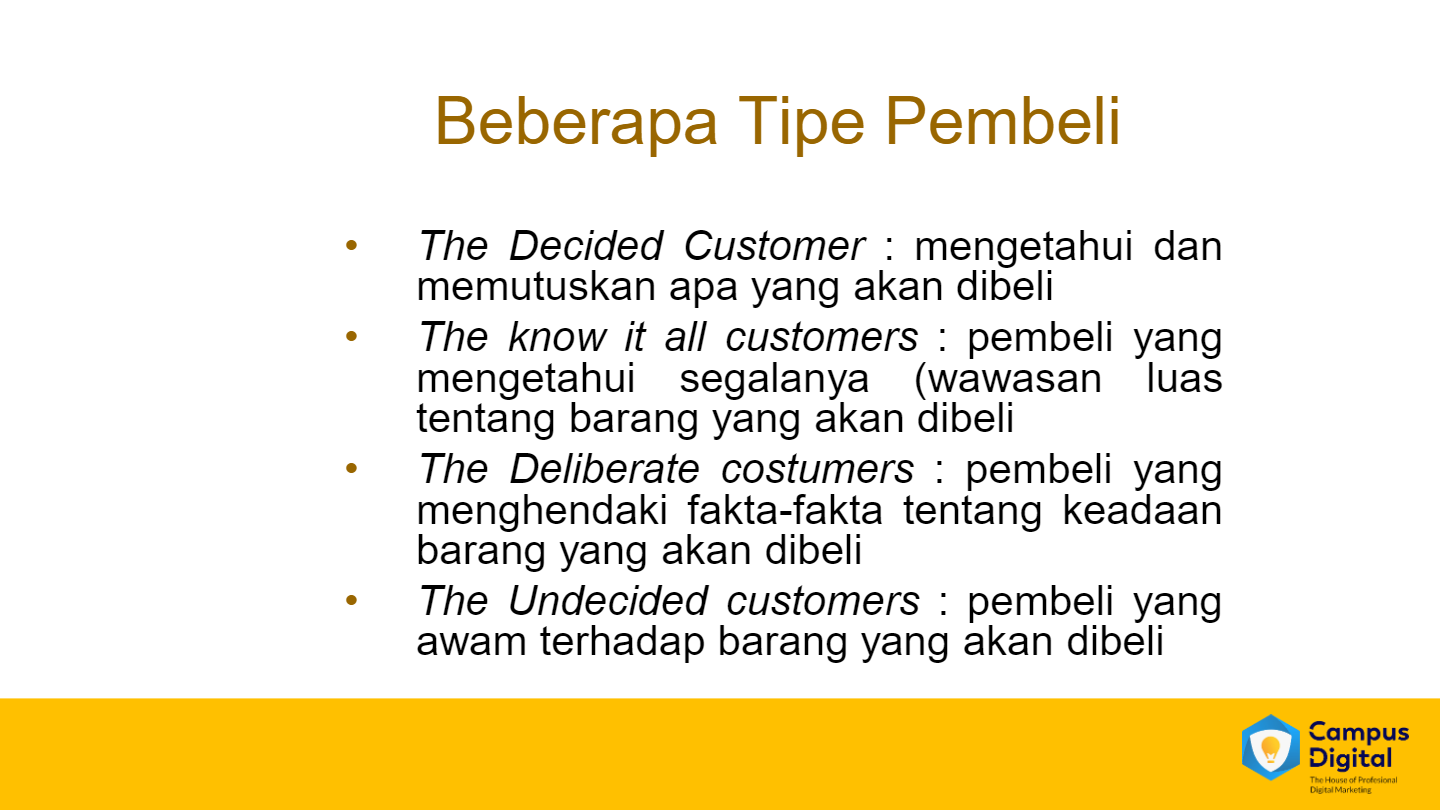 Beberapa Tipe Pembeli
• The Decided Customer : mengetahui dan
memutuskan apa yang akan dibeli
• The know it all customers : pembeli yang
mengetahui segalanya (wawasan luas
tentang barang yang akan dibeli
• The Deliberate costumers : pembeli yang
menghendaki fakta-fakta tentang keadaan
barang yang akan dibeli
• The Undecided customers : pembeli yang
awam terhadap barang yang akan dibeli
Campus
Digital
The House of Profesional
Digital Marketing